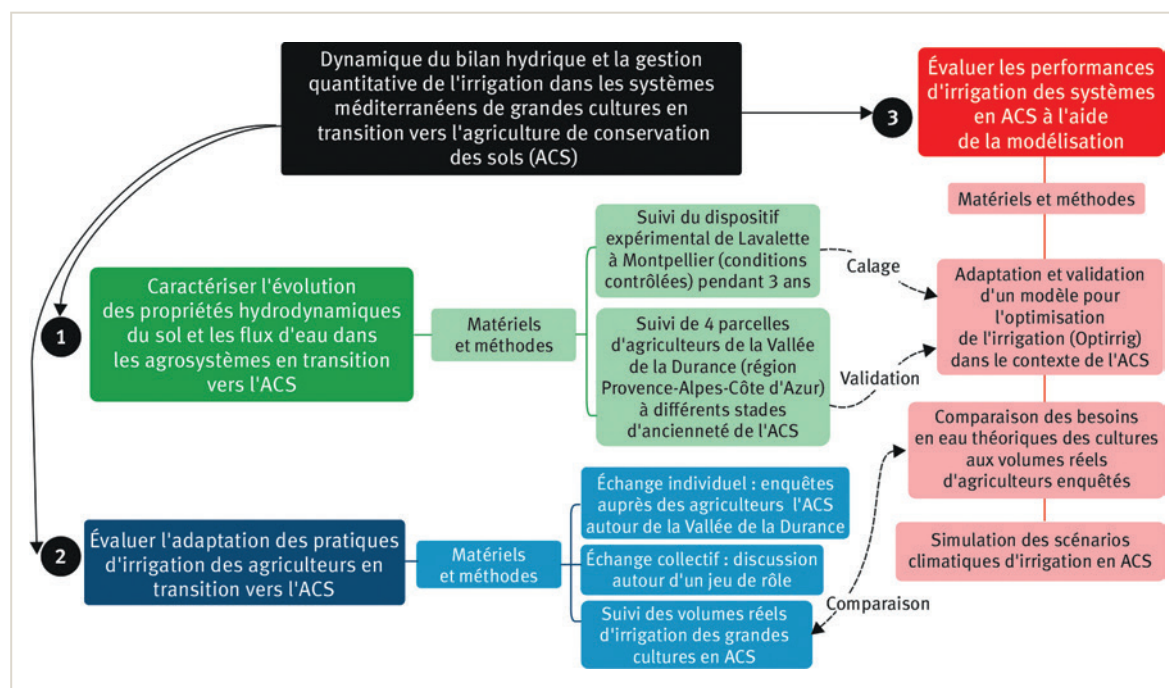 Dynamique du bilan hydrique et la gestion
quantitative de l'irrigation dans les systèmes
méditerranéens de grandes cultures en
transition vers l'agriculture de conservation
des sols (ACS)
3
Évaluer les performances
d'irrigation des systèmes
en ACS à l'aide
de la modélisation
Matériels et méthodes
Adaptation et validation
d'un modèle pour
l'optimisation
de l'irrigation (Optirrig)
dans le contexte de l'ACS
Comparaison des besoins
en eau théoriques des cultures
aux volumes réels
d'agriculteurs enquêtés
Simulation des scénarios
climatiques d'irrigation en ACS
1
Caractériser l'évolution
des propriétés hydrodynamiques
du sol et les flux d'eau dans
les agrosystèmes en transition
vers l'ACS
Matériels
et méthodes
Suivi du dispositif
expérimental de Lavalette
à Montpellier (conditions
contrôlées) pendant 3 ans
Calage
Suivi de 4 parcelles
d'agriculteurs de la Vallée
de la Durance (région
Provence-Alpes-Côte d'Azur)
à différents stades
d'ancienneté de l'ACS
Validation
2
Évaluer l'adaptation des pratiques
d'irrigation des agriculteurs en
transition vers l'ACS
Matériels
et méthodes
Échange individuel : enquêtes
auprès des agriculteurs l'ACS
autour de la Vallée de la Durance
Échange collectif : discussion
autour d'un jeu de rôle
Suivi des volumes réels
d'irrigation des grandes
cultures en ACS
Comparaison